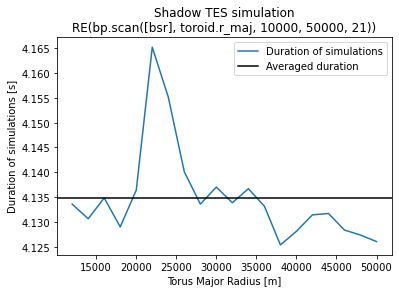 Shadow TES simulation
RE(bp.scan([bsr], toroid.r_maj, 10000, 50000, 21))
Duration of simulations
Averaged duration
Duration of simulations [s]
4.165
4.160
4.155
4.150
4.145
4.140
4.135
4.130
4.125
15000 20000 25000 30000 35000 40000 45000 50000
Torus Major Radius [m]